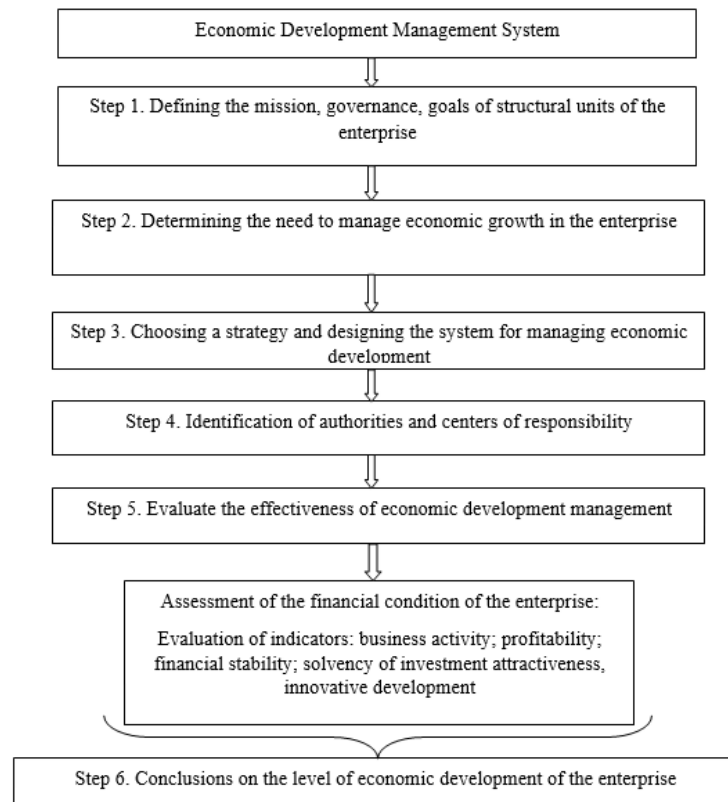 Economic Development Management System
Step 1. Defining the mission, governance, goals of structural units of the
enterprise
Step 2. Determining the need to manage economic growth in the enterprise
Step 3. Choosing a strategy and designing the system for managing economic
development
Step 4. Identification of authorities and centers of responsibility
Step 5. Evaluate the effectiveness of economic development management
Assessment of the financial condition of the enterprise:
Evaluation of indicators: business activity; profitability;
financial stability; solvency of investment attractiveness,
innovative development
Step 6. Conclusions on the level of economic development of the enterprise